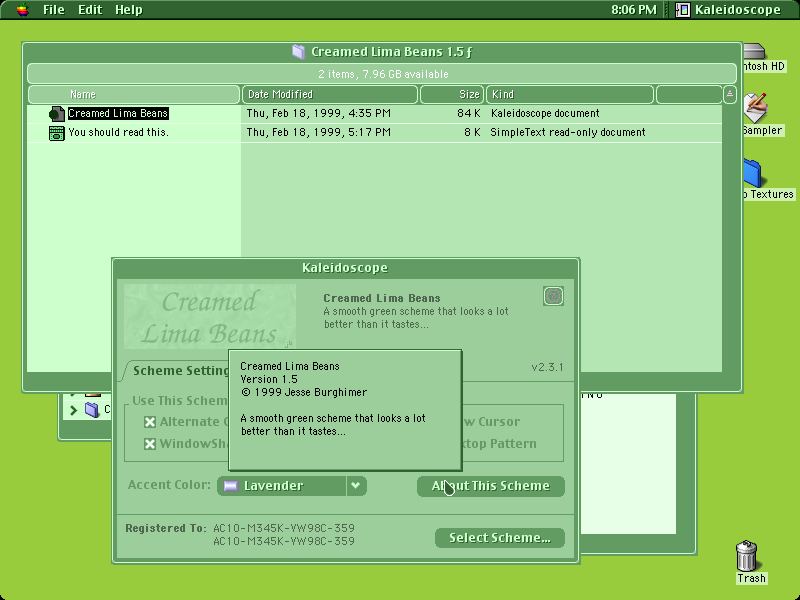 File Edit Help
8:06 PM Kaleidoscope
Creamed Lima Beans 1.5 ƒ
2 items, 7.96 GB available
Name Date Modified Size Kind
Creamed Lima Beans Thu, Feb 18, 1999, 4:35 PM 84 K Kaleidoscope document
You should read this. Thu, Feb 18, 1999, 5:17 PM 8 K SimpleText read-only document
ntosh HD
Sampler
Textures
Kaleidoscope
Creamed
Lima Beans
Creamed Lima Beans
A smooth green scheme that looks a lot
better than it tastes...
Scheme Setting
v2.3.1
Creamed Lima Beans
Version 1.5
© 1999 Jesse Burghimer
A smooth green scheme that looks a lot
better than it tastes...
Use This Schem
Alternate
w Cursor
WindowSha
ktop Pattern
Accent Color: Lavender
About This Scheme
Registered To: AC10-M345K-VW98C-359
AC10-M345K-VW98C-359
Select Scheme...
Trash